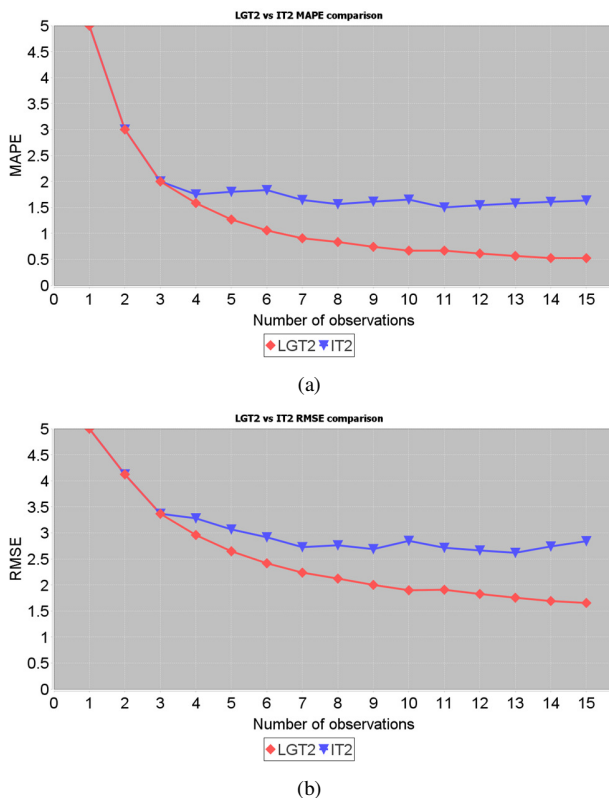 LGT2 vs IT2 MAPE comparison
5
4.5
4
3.5
3
2.5
2
1.5
1
0.5
0
MAPE
0 1 2 3 4 5 6 7 8 9 10 11 12 13 14 15
Number of observations
LGT2 IT2
(a)
LGT2 vs IT2 RMSE comparison
5
4.5
4
3.5
3
2.5
2
1.5
1
0.5
0
RMSE
0 1 2 3 4 5 6 7 8 9 10 11 12 13 14 15
Number of observations
LGT2 IT2
(b)